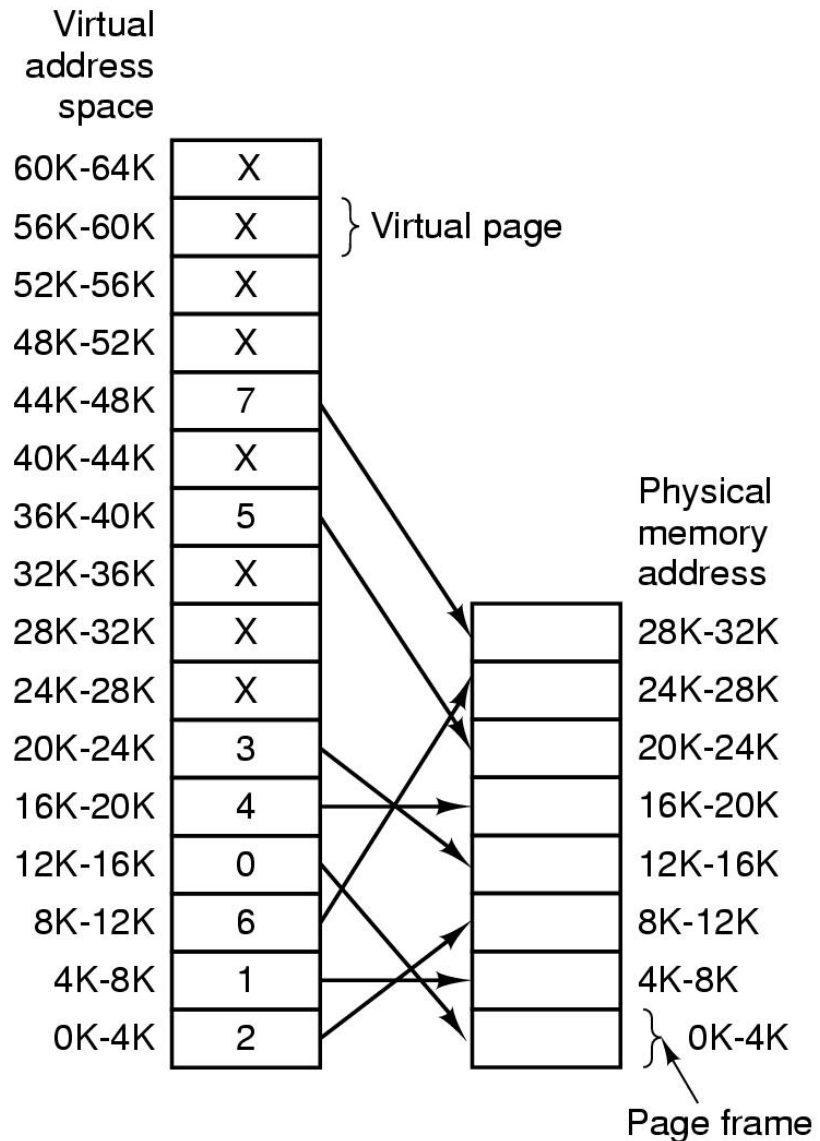 Virtual
address
space
60K-64K X
56K-60K X Virtual page
52K-56K X
48K-52K X
44K-48K 7
40K-44K X
36K-40K 5
32K-36K X
28K-32K X
24K-28K X
20K-24K 3
16K-20K 4
12K-16K 0
8K-12K 6
4K-8K 1
0K-4K 2
Physical
memory
address
28K-32K
24K-28K
20K-24K
16K-20K
12K-16K
8K-12K
4K-8K
0K-4K
Page frame